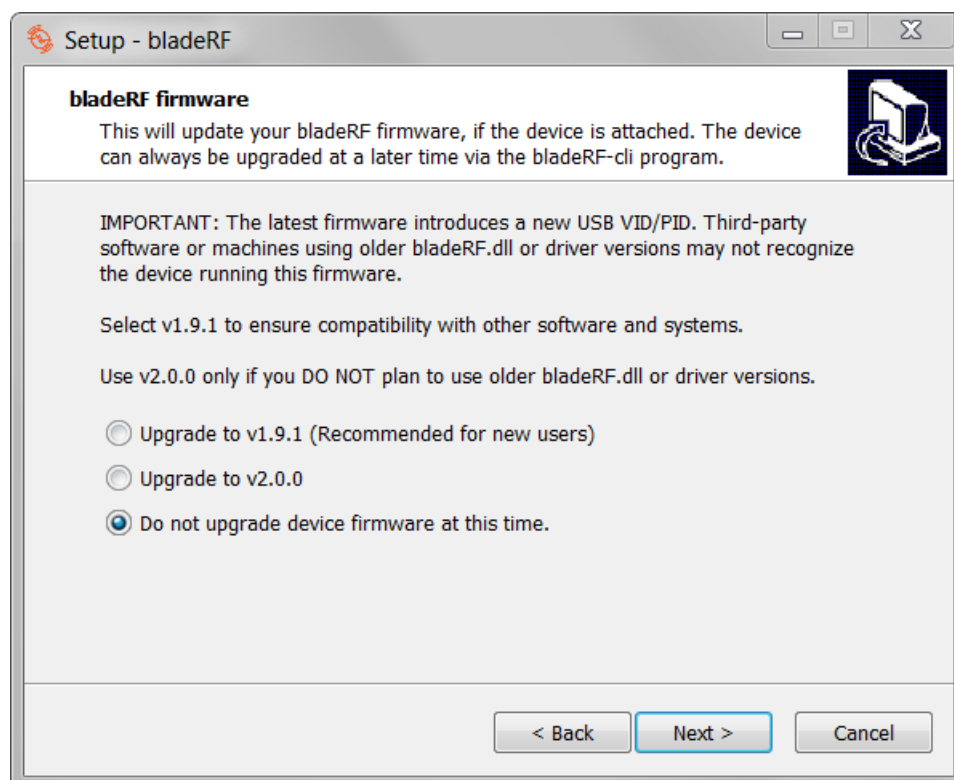 Setup - bladeRF
bladeRF firmware
This will update your bladeRF firmware, if the device is attached. The device
can always be upgraded at a later time via the bladeRF-cli program.
IMPORTANT: The latest firmware introduces a new USB VID/PID. Third-party
software or machines using older bladeRF.dll or driver versions may not recognize
the device running this firmware.
Select v1.9.1 to ensure compatibility with other software and systems.
Use v2.0.0 only if you DO NOT plan to use older bladeRF.dll or driver versions.
Upgrade to v1.9.1 (Recommended for new users)
Upgrade to v2.0.0
Do not upgrade device firmware at this time.
< Back Next > Cancel